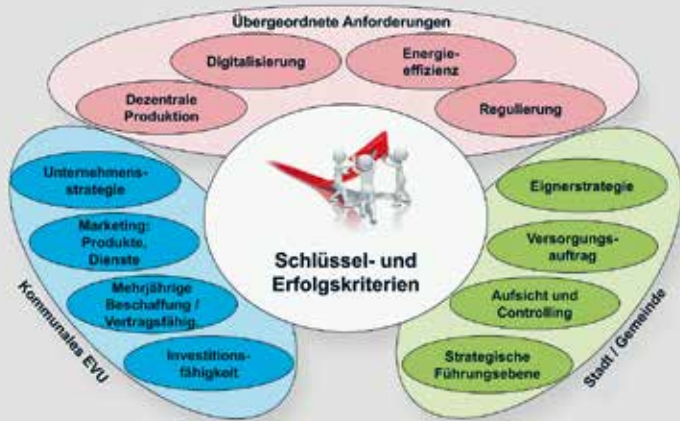 Übergeordnete Anforderungen
Digitalisierung
Energie-
effizienz
Dezentrale
Produktion
Regulierung
Unternehmens-
strategie
Marketing:
Produkte,
Dienste
Mehrjährige
Beschaffung /
Vertragsfähig.
Investitions-
fähigkeit
Kommunales EVU
Schlüssel- und
Erfolgskriterien
Eignerstrategie
Versorgungs-
auftrag
Aufsicht und
Controlling
Strategische
Führungsebene
Stadt / Gemeinde